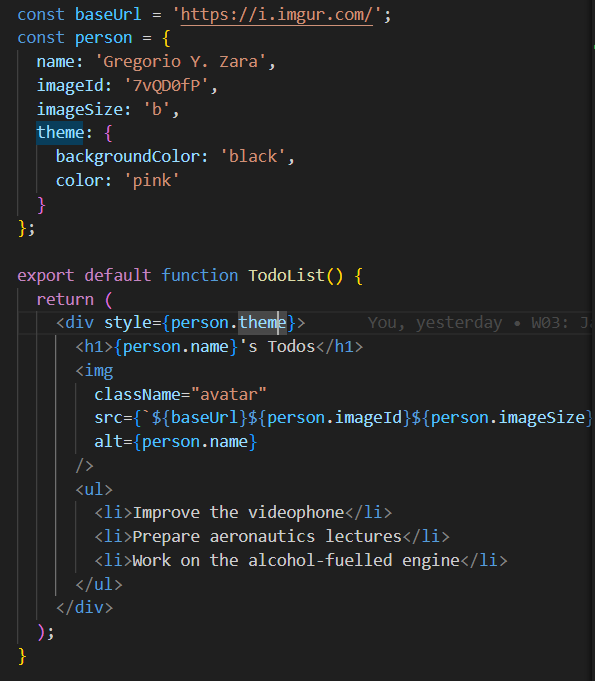 const baseUrl = 'https://i.imgur.com/';
const person = {
  name: 'Gregorio Y. Zara',
  imageId: '7vQD0fP',
  imageSize: 'b',
  theme: {
    backgroundColor: 'black',
    color: 'pink'
  }
};

export default function TodoList() {
  return (
    <div style={person.theme}> You, yesterday • W03: J
      <h1>{person.name}'s Todos</h1>
      <img
        className="avatar"
        src={`${baseUrl}${person.imageId}${person.imageSize}
        alt={person.name}
      />
      <ul>
        <li>Improve the videophone</li>
        <li>Prepare aeronautics lectures</li>
        <li>Work on the alcohol-fuelled engine</li>
      </ul>
    </div>
  );
}